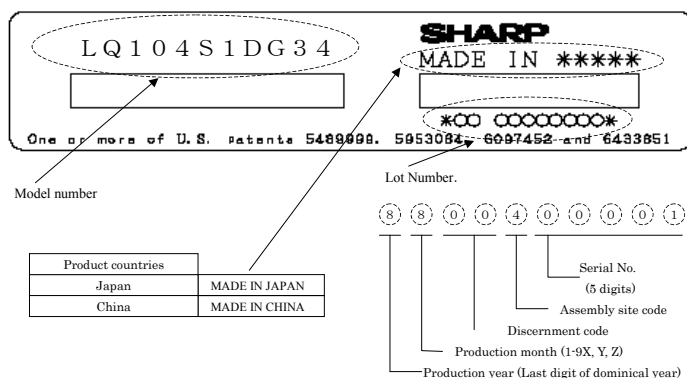 SHARP
LQ104S1DG34
MADE IN *****
*OO OOOOOOOO*
One or more of U.S. patents 5489999. 5953084. 6097452 and 6433851
Model number
Lot Number.
8 8 0 0 4 0 0 0 0 1
Product countries
Japan MADE IN JAPAN
China MADE IN CHINA
Serial No.
(5 digits)
Assembly site code
Discernment code
Production month (1-9X, Y, Z)
Production year (Last digit of dominical year)